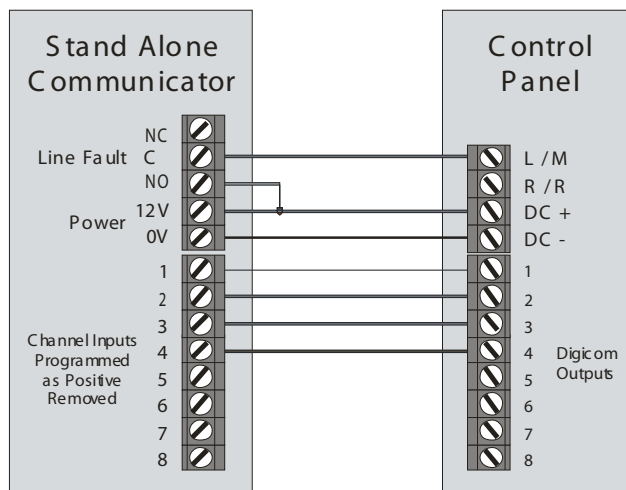 Stand Alone
Communicator
NC
Line Fault C
NO
Power 12V
0V
1
2
3
4
5
6
7
8
Channel Inputs
Programmed
as Positive
Removed
Control
Panel
L / M
R / R
DC +
DC -
1
2
3
4
5
6
7
8
Digicom
Outputs